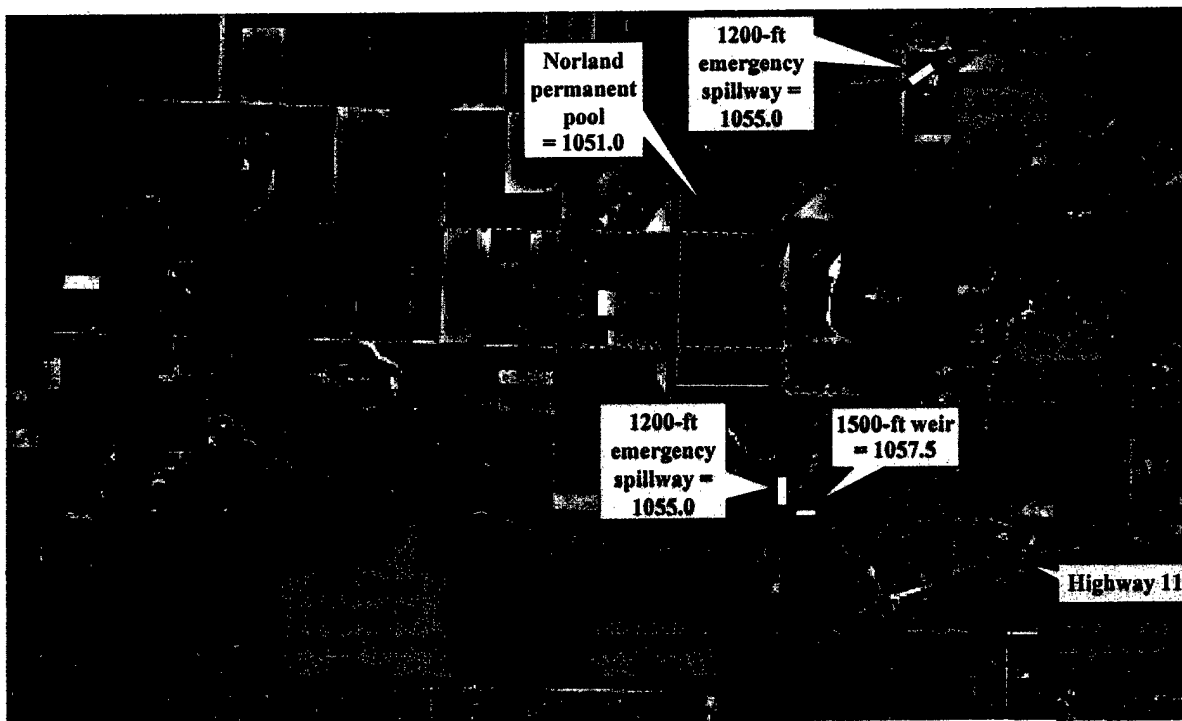 1200-ft
emergency
spillway =
1055.0
Norland
permanent
pool
= 1051.0
1200-ft
emergency
spillway =
1055.0
1500-ft weir
= 1057.5
Highway 11